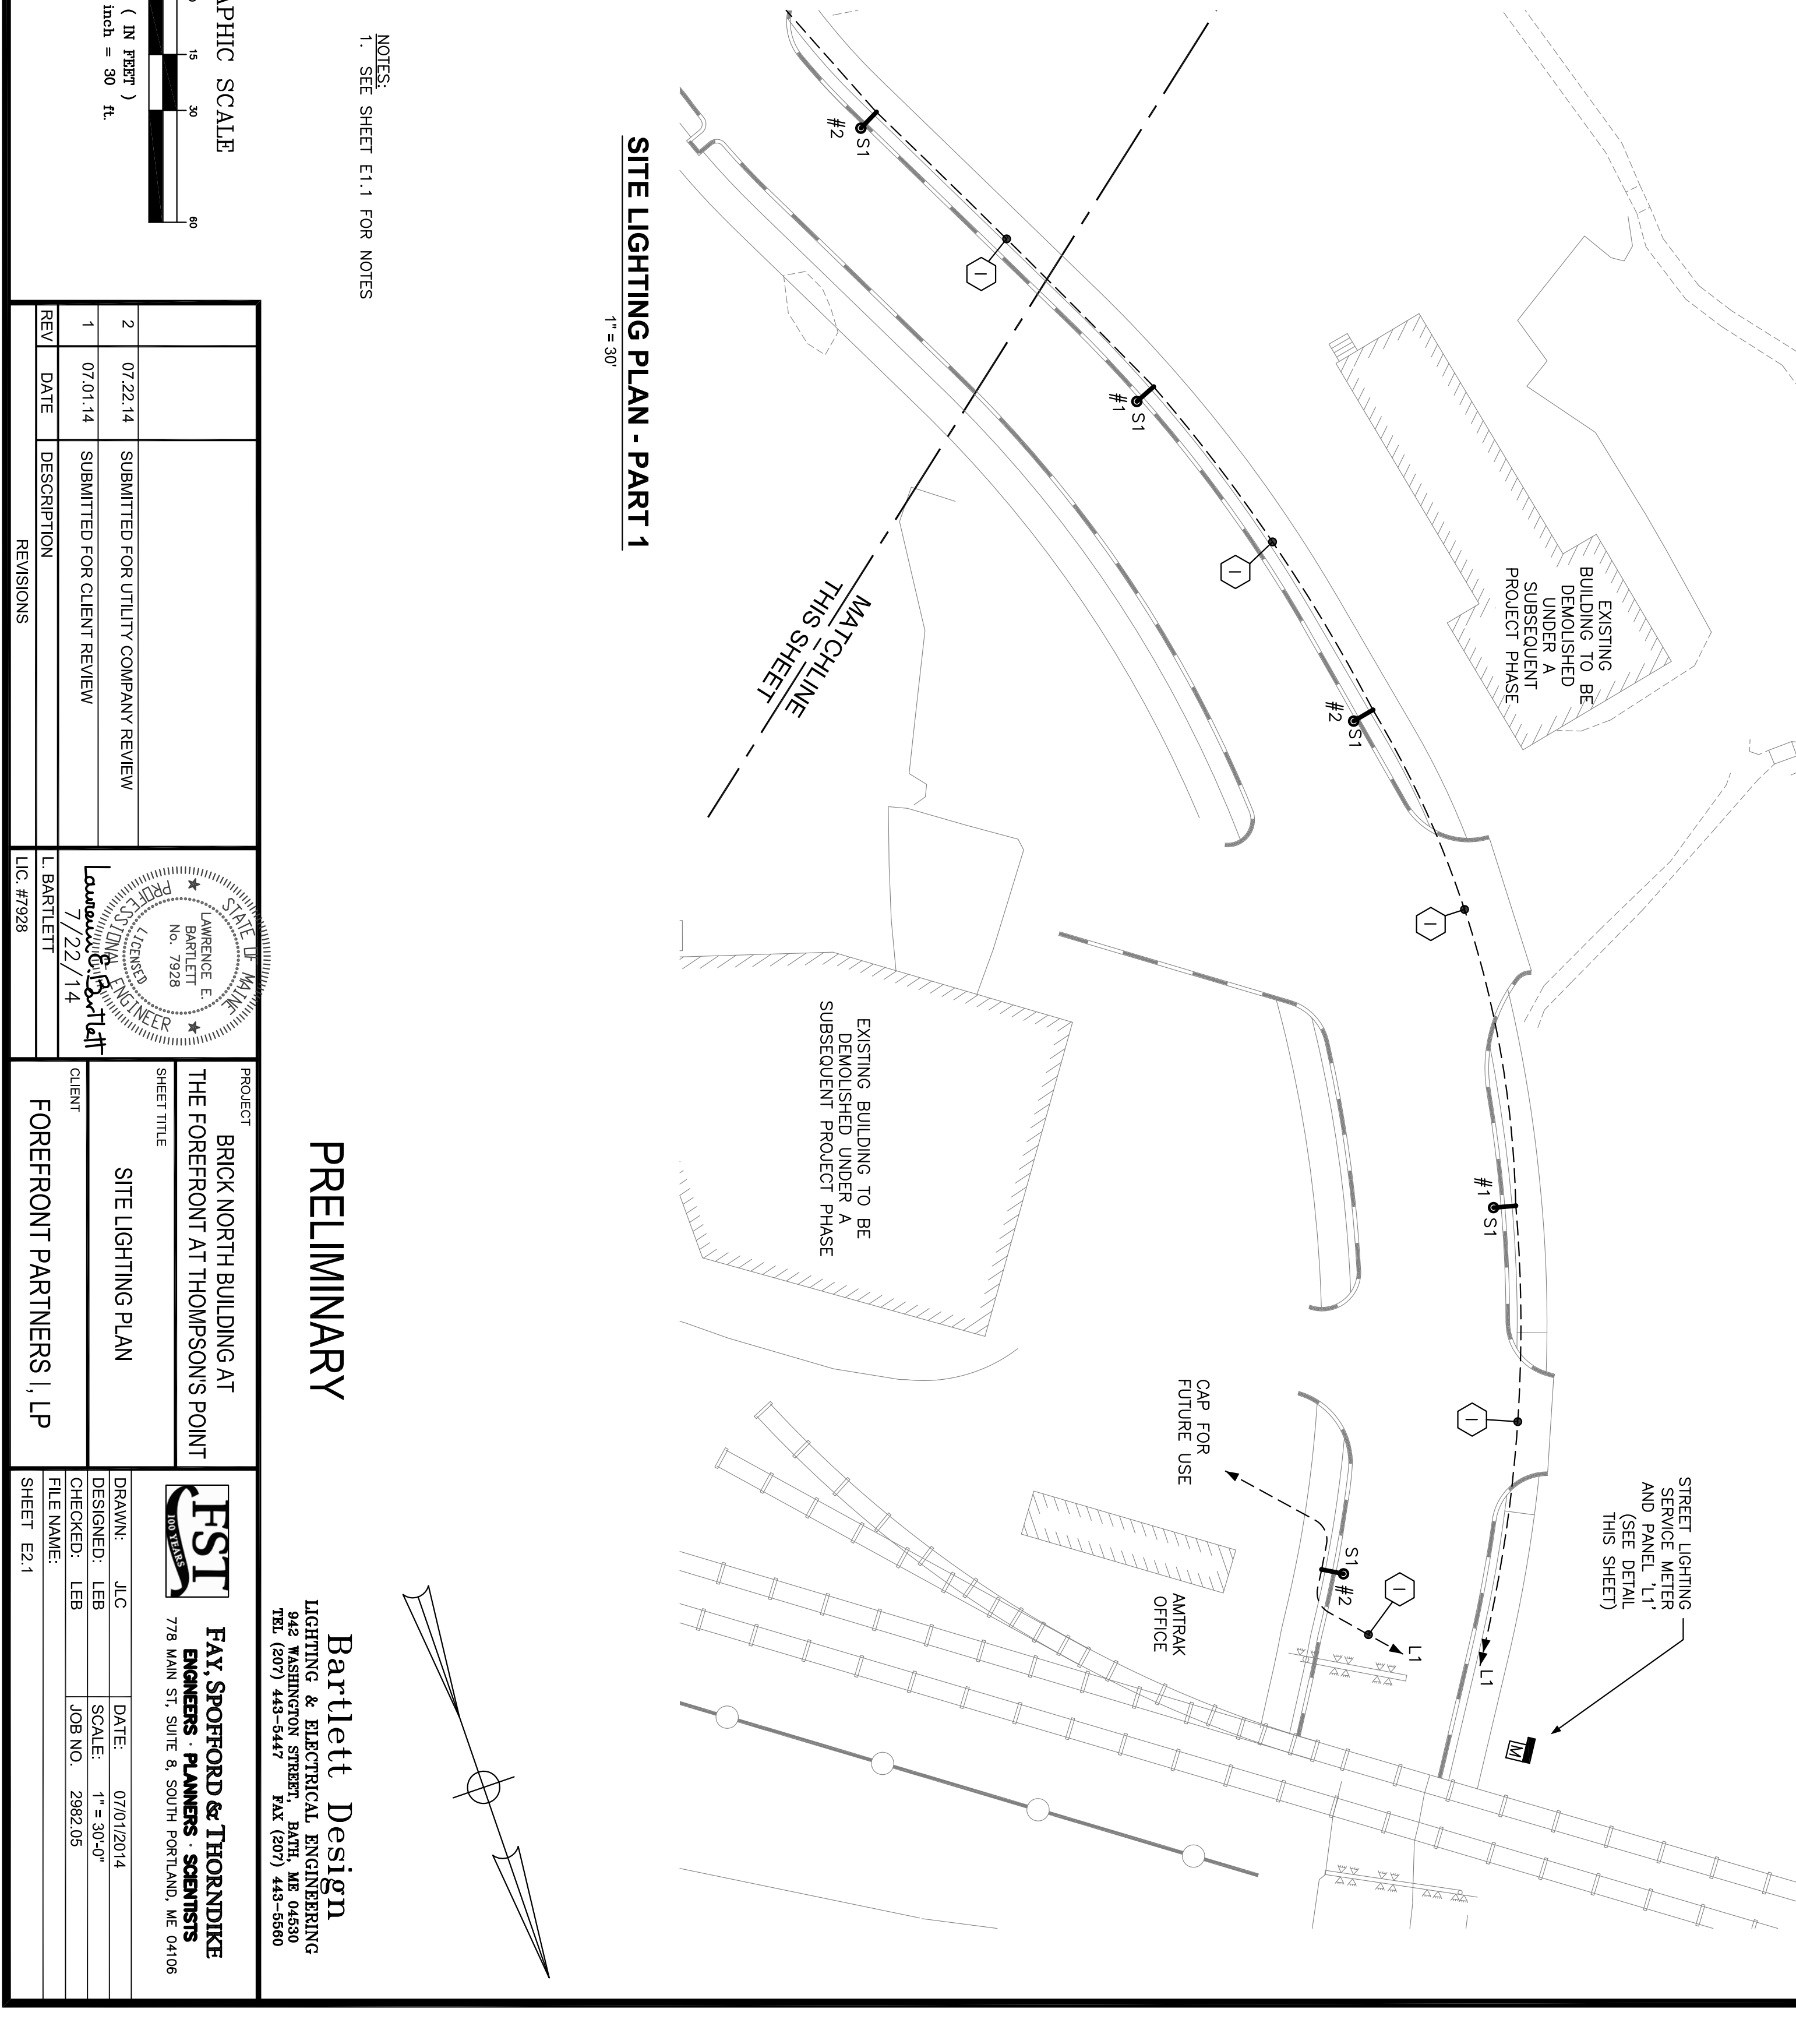 EXISTING
BUILDING TO BE
DEMOLISHED
UNDER A
SUBSEQUENT
PROJECT PHASE
STREET LIGHTING
SERVICE METER
AND PANEL 'L1'
(SEE DETAIL
THIS SHEET)
M
S1
#2
I
S1
#1
I
S1
#2
I
S1
#1
I
L1
I
L1
S1
#2
CAP FOR
FUTURE USE
AMTRAK
OFFICE
MATCHLINE
THIS SHEET
EXISTING BUILDING TO BE
DEMOLISHED UNDER A
SUBSEQUENT PROJECT PHASE
SITE LIGHTING PLAN - PART 1
1" = 30'
NOTES:
1. SEE SHEET E1.1 FOR NOTES
PRELIMINARY
Bartlett Design
LIGHTING & ELECTRICAL ENGINEERING
942 WASHINGTON STREET, BATH, ME 04530
TEL (207) 443-5447 FAX (207) 443-5560
APHIC SCALE
15 30 60
( IN FEET )
inch = 30 ft.
2 07.22.14 SUBMITTED FOR UTILITY COMPANY REVIEW
1 07.01.14 SUBMITTED FOR CLIENT REVIEW
REV DATE DESCRIPTION
REVISIONS
STATE OF MAINE
LAWRENCE E.
BARTLETT
No. 7928
LICENSED
PROFESSIONAL ENGINEER
Lawrence E. Bartlett
7/22/14
L. BARTLETT
LIC. #7928
PROJECT
BRICK NORTH BUILDING AT
THE FOREFRONT AT THOMPSON'S POINT
SHEET TITLE
SITE LIGHTING PLAN
CLIENT
FOREFRONT PARTNERS I, LP
FST
100 YEARS
FAY, SPOFFORD & THORNDIKE
ENGINEERS · PLANNERS · SCIENTISTS
778 MAIN ST, SUITE 8, SOUTH PORTLAND, ME 04106
DRAWN: JLC DATE: 07/01/2014
DESIGNED: LEB SCALE: 1" = 30'-0"
CHECKED: LEB JOB NO. 2982.05
FILE NAME:
SHEET E2.1